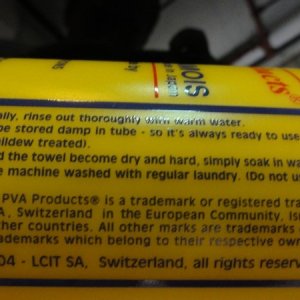 ally, rinse out thoroughly with warm water.
be stored damp in tube - so it's always ready to use
ildew treated).
d the towel become dry and hard, simply soak in wa
e machine washed with regular laundry. (Do not us
PVA Products® is a trademark or registered tra
A, Switzerland in the European Community, Isr
ther countries. All other marks are trademarks
ademarks which belong to their respective own
04 - LCIT SA, Switzerland, all rights reserve